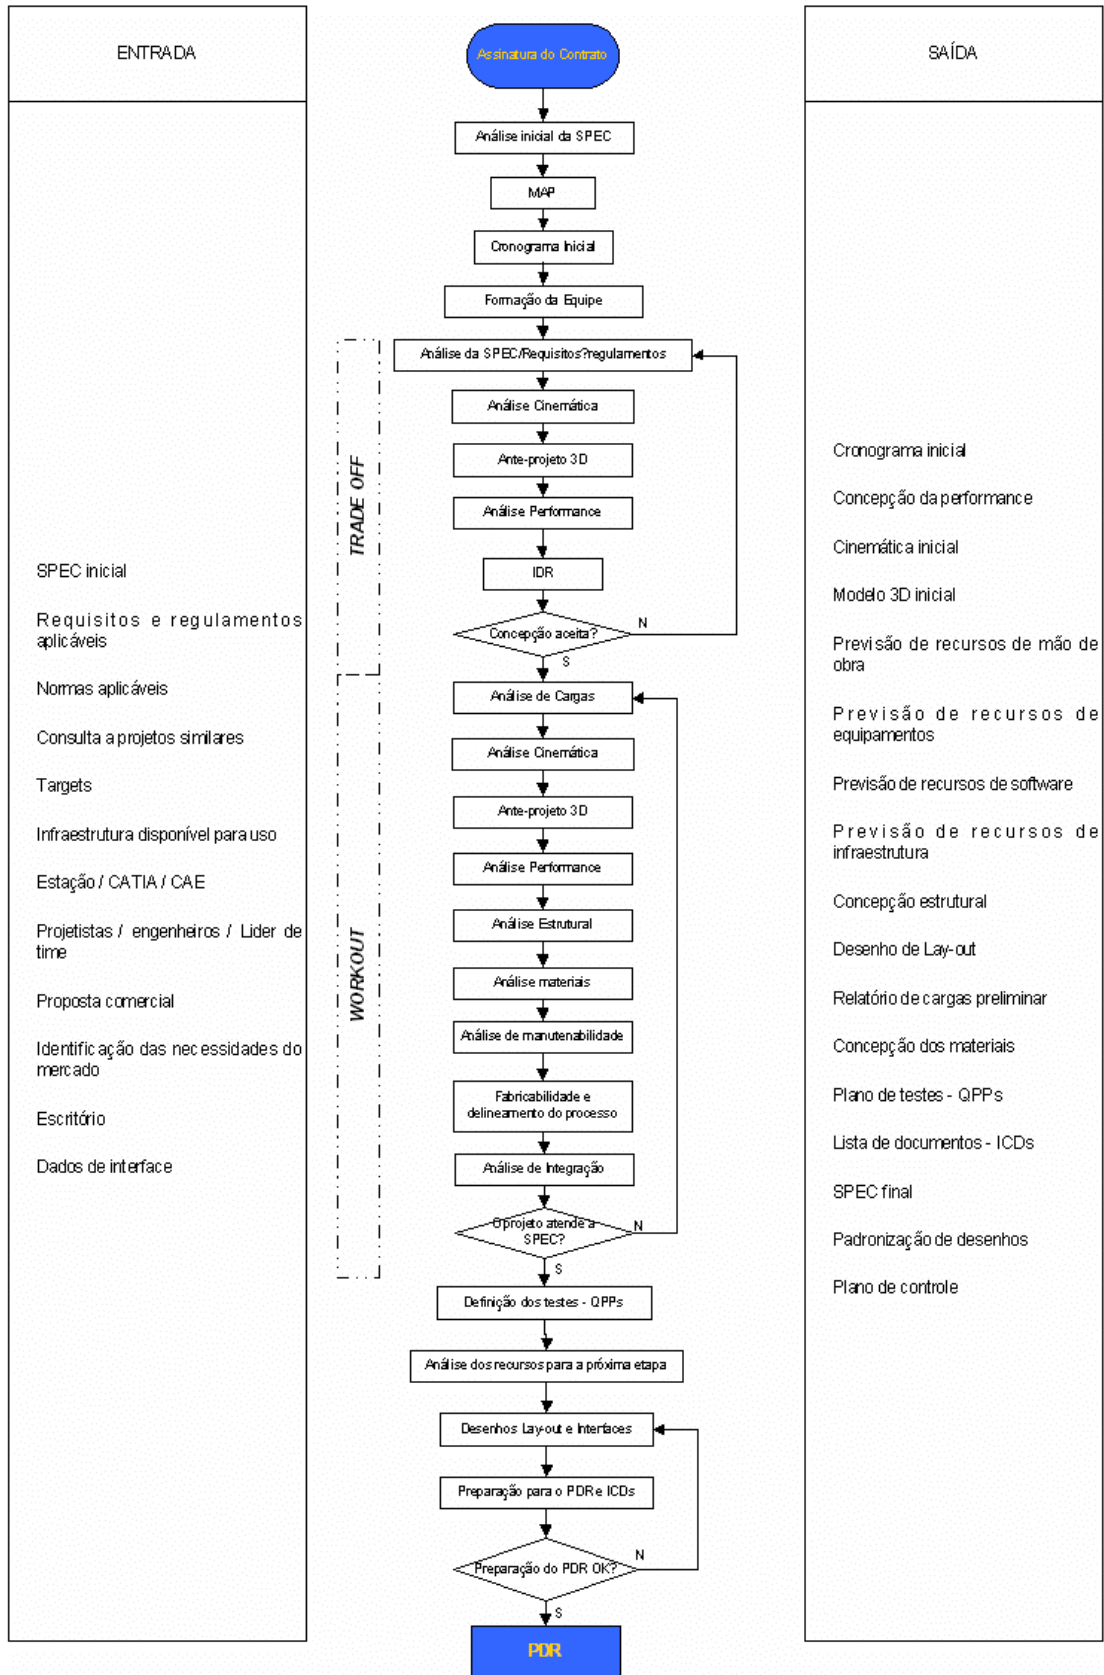 ENTRADA
SPEC inicial
Requisitos e regulamentos
aplicáveis
Normas aplicáveis
Consulta a projetos similares
Targets
Infraestrutura disponível para uso
Estação / CATIA / CAE
Projetistas / engenheiros / Lider de
time
Proposta comercial
Identificação das necessidades do
mercado
Escritório
Dados de interface
Assinatura do Contrato
Análise inicial da SPEC
MAP
Cronograma Inicial
Formação da Equipe
TRADE OFF
Análise da SPEC/Requisitos?regulamentos
Análise Cinemática
Ante-projeto 3D
Análise Performance
IDR
Concepção aceita?
N
S
WORKOUT
Análise de Cargas
Análise Cinemática
Ante-projeto 3D
Análise Performance
Análise Estrutural
Análise materiais
Análise de manutenabilidade
Fabricabilidade e
delineamento do processo
Análise de Integração
O projeto atende a
SPEC?
N
S
Definição dos testes - QPPs
Análise dos recursos para a próxima etapa
Desenhos Lay-out e Interfaces
Preparação para o PDR e ICDs
Preparação do PDR OK?
N
S
PDR
SAÍDA
Cronograma inicial
Concepção da performance
Cinemática inicial
Modelo 3D inicial
Previsão de recursos de mão de
obra
Previsão de recursos de
equipamentos
Previsão de recursos de software
Previsão de recursos de
infraestrutura
Concepção estrutural
Desenho de Lay-out
Relatório de cargas preliminar
Concepção dos materiais
Plano de testes - QPPs
Lista de documentos - ICDs
SPEC final
Padronização de desenhos
Plano de controle